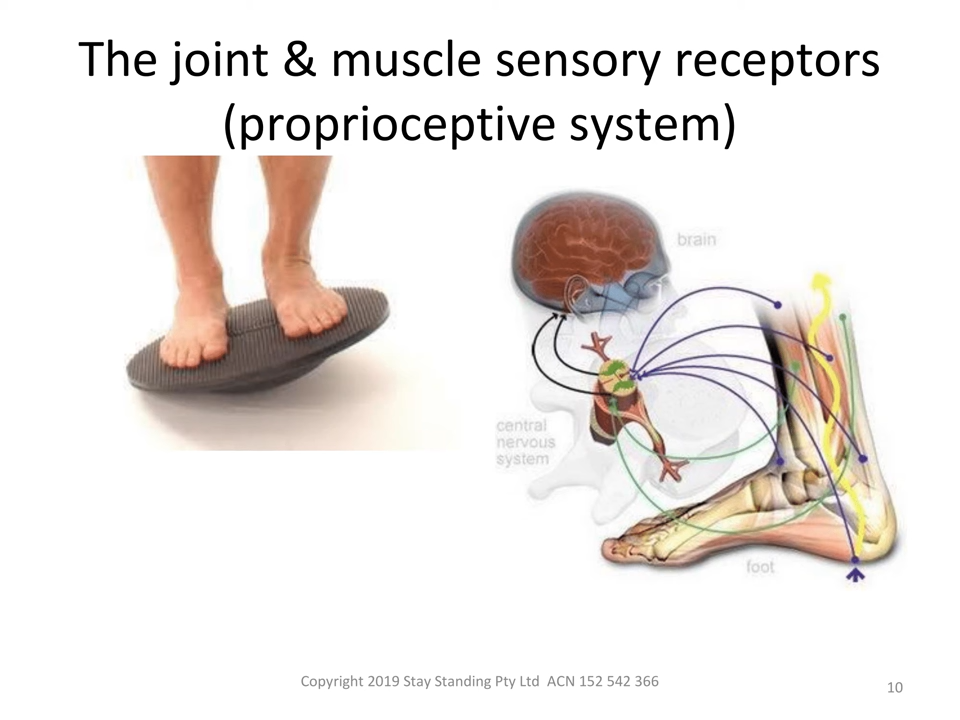 The joint & muscle sensory receptors
(proprioceptive system)
brain
central
nervous
system
foot
Copyright 2019 Stay Standing Pty Ltd ACN 152 542 366
10